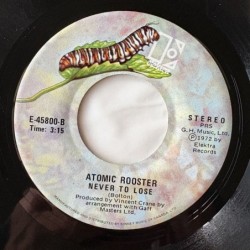 E-45800-B
Time: 3:15
STEREO
PRS
G.H. Music, Ltd.
Ⓟ 1972 by
Elektra
Records
ATOMIC ROOSTER
NEVER TO LOSE
(Bolton)
Produced by Vincent Crane by
arrangement with Gaff
Masters Ltd.